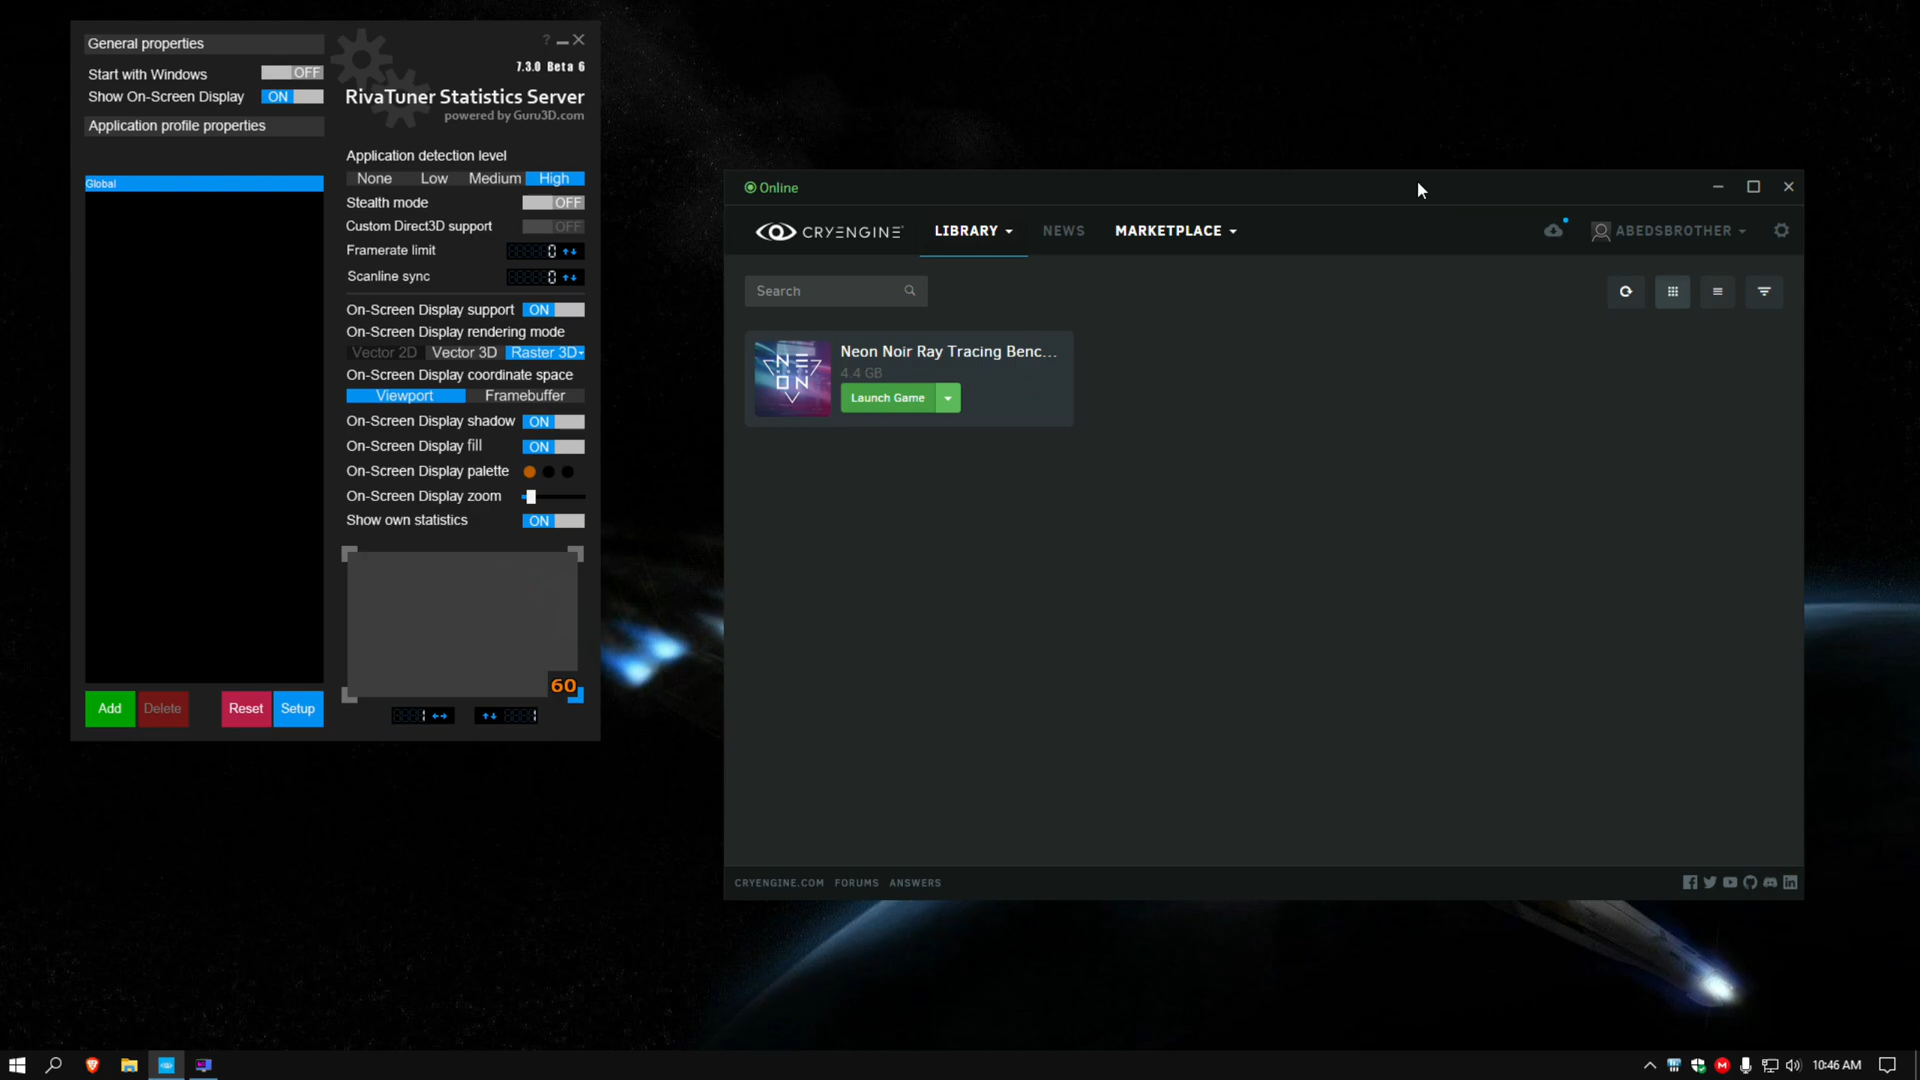 General properties
Start with Windows OFF
Show On-Screen Display ON
Application profile properties
Global
Add Delete Reset Setup
?
7.3.0 Beta 6
RivaTuner Statistics Server
powered by Guru3D.com
Application detection level
None Low Medium High
Stealth mode OFF
Custom Direct3D support OFF
Framerate limit 0
Scanline sync 0
On-Screen Display support ON
On-Screen Display rendering mode
Vector 2D Vector 3D Raster 3D
On-Screen Display coordinate space
Viewport Framebuffer
On-Screen Display shadow ON
On-Screen Display fill ON
On-Screen Display palette
On-Screen Display zoom
Show own statistics ON
60
1 1
Online
CRYENGINE LIBRARY NEWS MARKETPLACE ABEDSBROTHER
Search
NEON
Neon Noir Ray Tracing Benc...
4.4 GB
Launch Game
CRYENGINE.COM FORUMS ANSWERS
10:46 AM